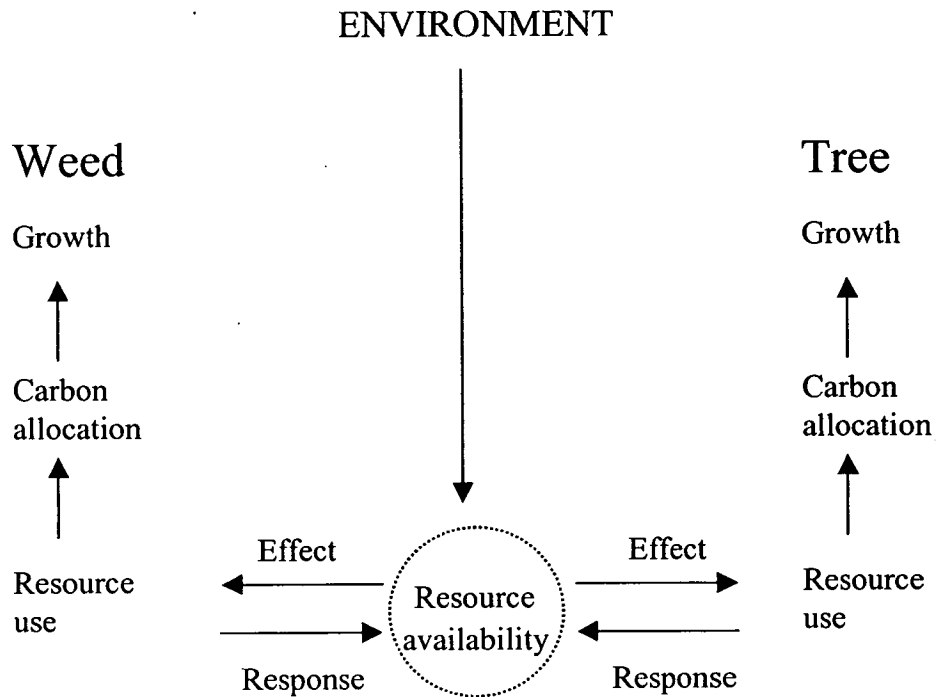 ENVIRONMENT
Weed
Tree
Growth
Growth
Carbon
allocation
Carbon
allocation
Effect
Effect
Resource
use
Resource
availability
Resource
use
Response
Response